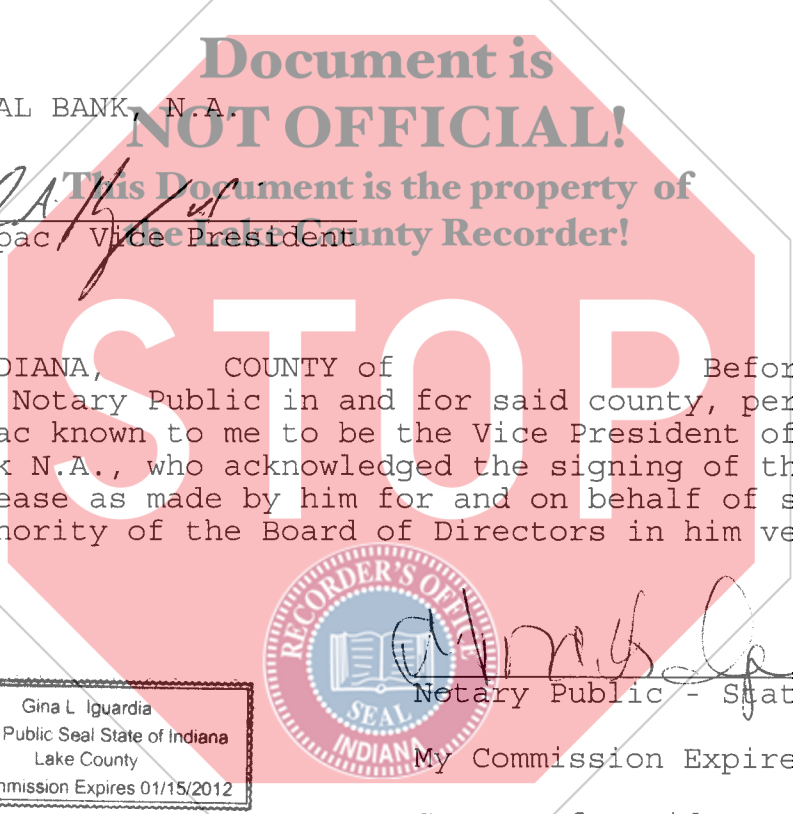 Document is
AL BANK, N.A.
NOT OFFICIAL!
This Document is the property of
the Lake County Recorder!
pac, Vice President
STOP
DIANA, COUNTY of Befor
Notary Public in and for said county, per
ac known to me to be the Vice President of
k N.A., who acknowledged the signing of th
ease as made by him for and on behalf of s
hority of the Board of Directors in him ve
RECORDER'S OFFICE
SEAL
INDIANA
Notary Public - Stat
Gina L Iguardia
Public Seal State of Indiana
Lake County
mmission Expires 01/15/2012
My Commission Expire